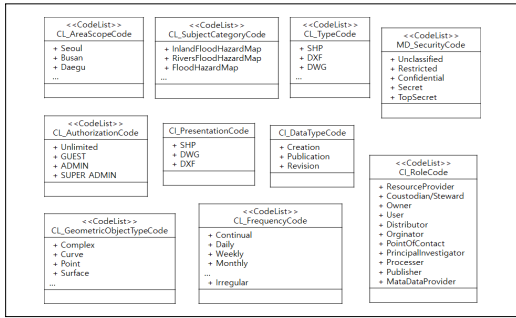 <<CodeList>>
CL_AreaScopeCode
+ Seoul
+ Busan
+ Daegu
...
<<CodeList>>
CL_SubjectCategoryCode
+ InlandFloodHazardMap
+ RiversFloodHazardMap
+ FloodHazardMap
...
<<CodeList>>
CL_TypeCode
+ SHP
+ DXF
+ DWG
...
<<CodeList>>
MD_SecurityCode
+ Unclassified
+ Restricted
+ Confidential
+ Secret
+ TopSecret
<<CodeList>>
CL_AuthorizationCode
+ Unlimited
+ GUEST
+ ADMIN
+ SUPER ADMIN
CI_PresentationCode
+ SHP
+ DWG
+ DXF
CI_DataTypeCode
+ Creation
+ Publication
+ Revision
<<CodeList>>
CI_RoleCode
+ ResourceProvider
+ Coustodian/Steward
+ Owner
+ User
+ Distributor
+ Orginator
+ PointOfContact
+ PrincipalInvestigator
+ Processer
+ Publisher
+ MataDataProvider
<<CodeList>>
CL_GeometricObjectTypeCode
+ Complex
+ Curve
+ Point
+ Surface
...
<<CodeList>>
CL_FrequencyCode
+ Continual
+ Daily
+ Weekly
+ Monthly
...
+ Irregular